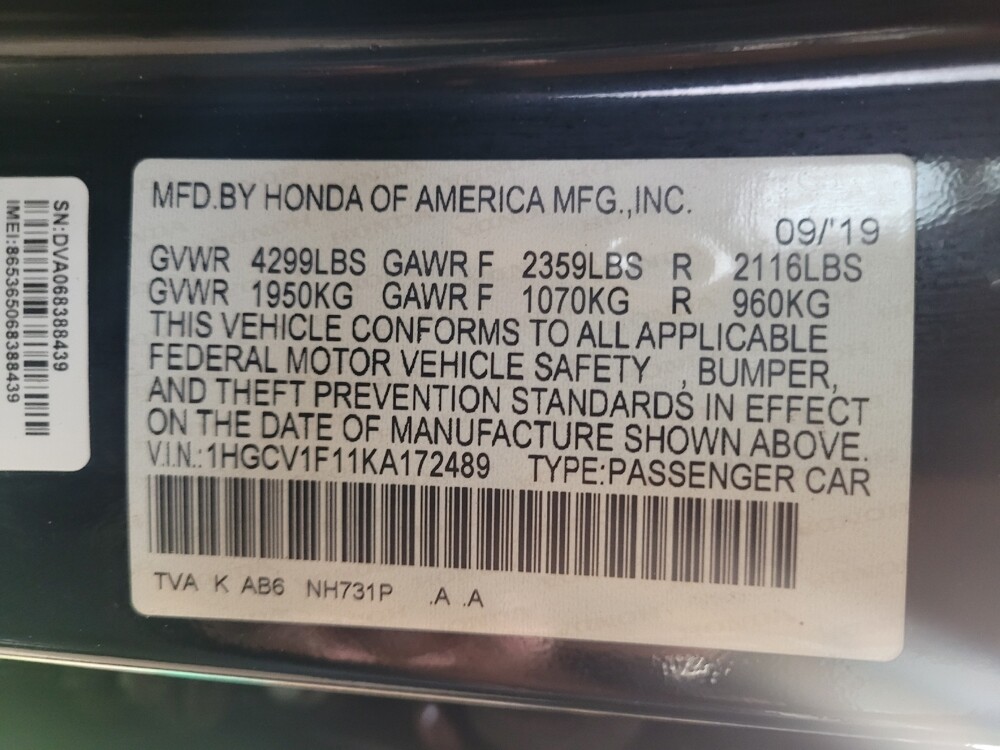 MFD.BY HONDA OF AMERICA MFG.,INC.
09/'19
GVWR 4299LBS GAWR F 2359LBS R 2116LBS
GVWR 1950KG GAWR F 1070KG R 960KG
THIS VEHICLE CONFORMS TO ALL APPLICABLE
FEDERAL MOTOR VEHICLE SAFETY , BUMPER,
AND THEFT PREVENTION STANDARDS IN EFFECT
ON THE DATE OF MANUFACTURE SHOWN ABOVE.
V.I.N.:1HGCV1F11KA172489 TYPE:PASSENGER CAR
TVA K AB6 NH731P .A .A
SN:DVA068388439
IMEI:865365068388439